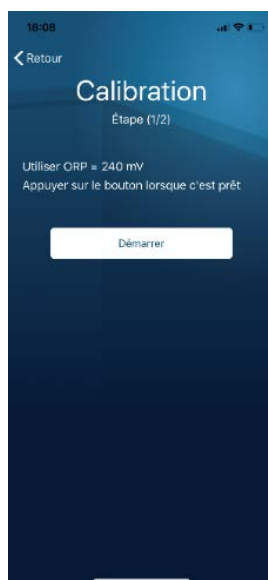 18:08
Retour
Calibration
Étape (1/2)
Utiliser ORP = 240 mV
Appuyer sur le bouton lorsque c'est prêt
Démarrer